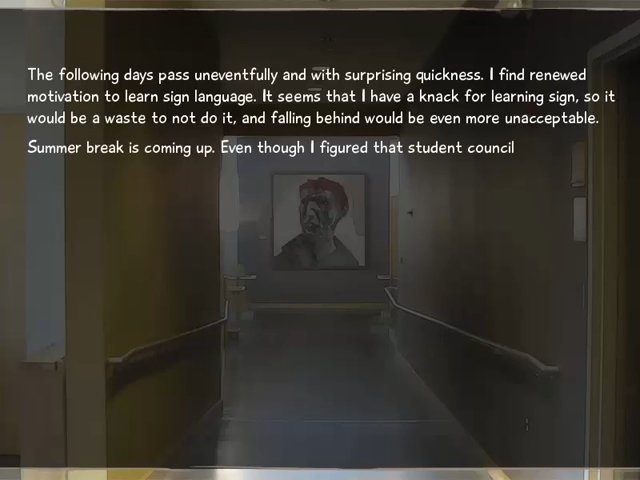 The following days pass uneventfully and with surprising quickness. I find renewed
motivation to learn sign language. It seems that I have a knack for learning sign, so it
would be a waste to not do it, and falling behind would be even more unacceptable.
Summer break is coming up. Even though I figured that student council